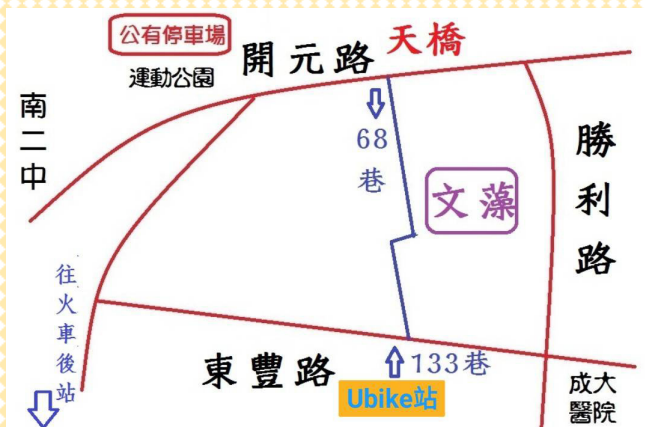 公有停車場
運動公園
開元路
天橋
南二中
68
巷
文藻
勝利路
往火車後站
東豐路
133巷
Ubike站
成大
醫院